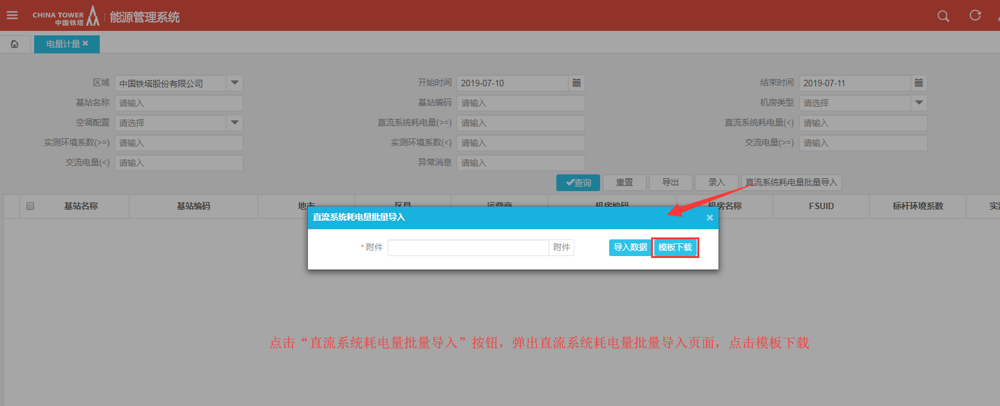 CHINA TOWER
中国铁塔
能源管理系统
电量计量
区域 中国铁塔股份有限公司 开始时间 2019-07-10 结束时间 2019-07-11
基站名称 请输入 基站编码 请输入 机房类型 请选择
空调配置 请选择 直流系统耗电量(>=) 请输入 直流系统耗电量(<) 请输入
实测环境系数(>=) 请输入 实测环境系数(<) 请输入 交流电量(>=) 请输入
交流电量(<) 请输入 异常消息 请输入
查询 重置 导出 录入 直流系统耗电量批量导入
基站名称 基站编码 地市 区县 运营商 机房编码 机房名称 FSUID 标杆环境系数
直流系统耗电量批量导入
*附件 附件 导入数据 模板下载
点击“直流系统耗电量批量导入”按钮，弹出直流系统耗电量批量导入页面，点击模板下载